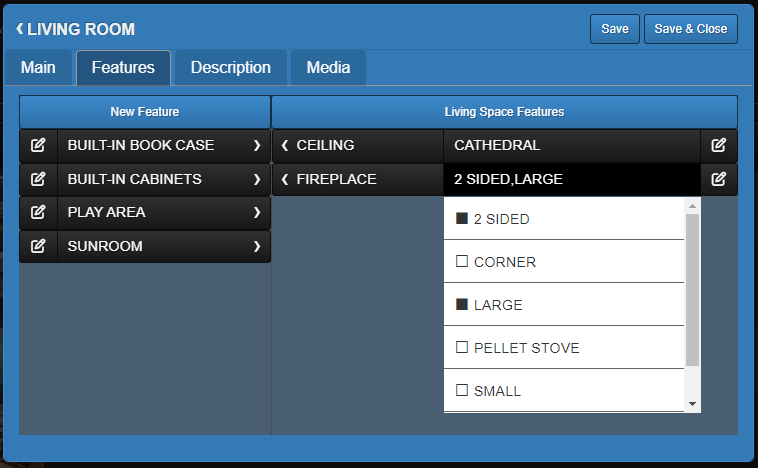 LIVING ROOM
Save
Save & Close
Main
Features
Description
Media
New Feature
Living Space Features
BUILT-IN BOOK CASE
CEILING
CATHEDRAL
BUILT-IN CABINETS
FIREPLACE
2 SIDED,LARGE
PLAY AREA
2 SIDED
SUNROOM
CORNER
LARGE
PELLET STOVE
SMALL